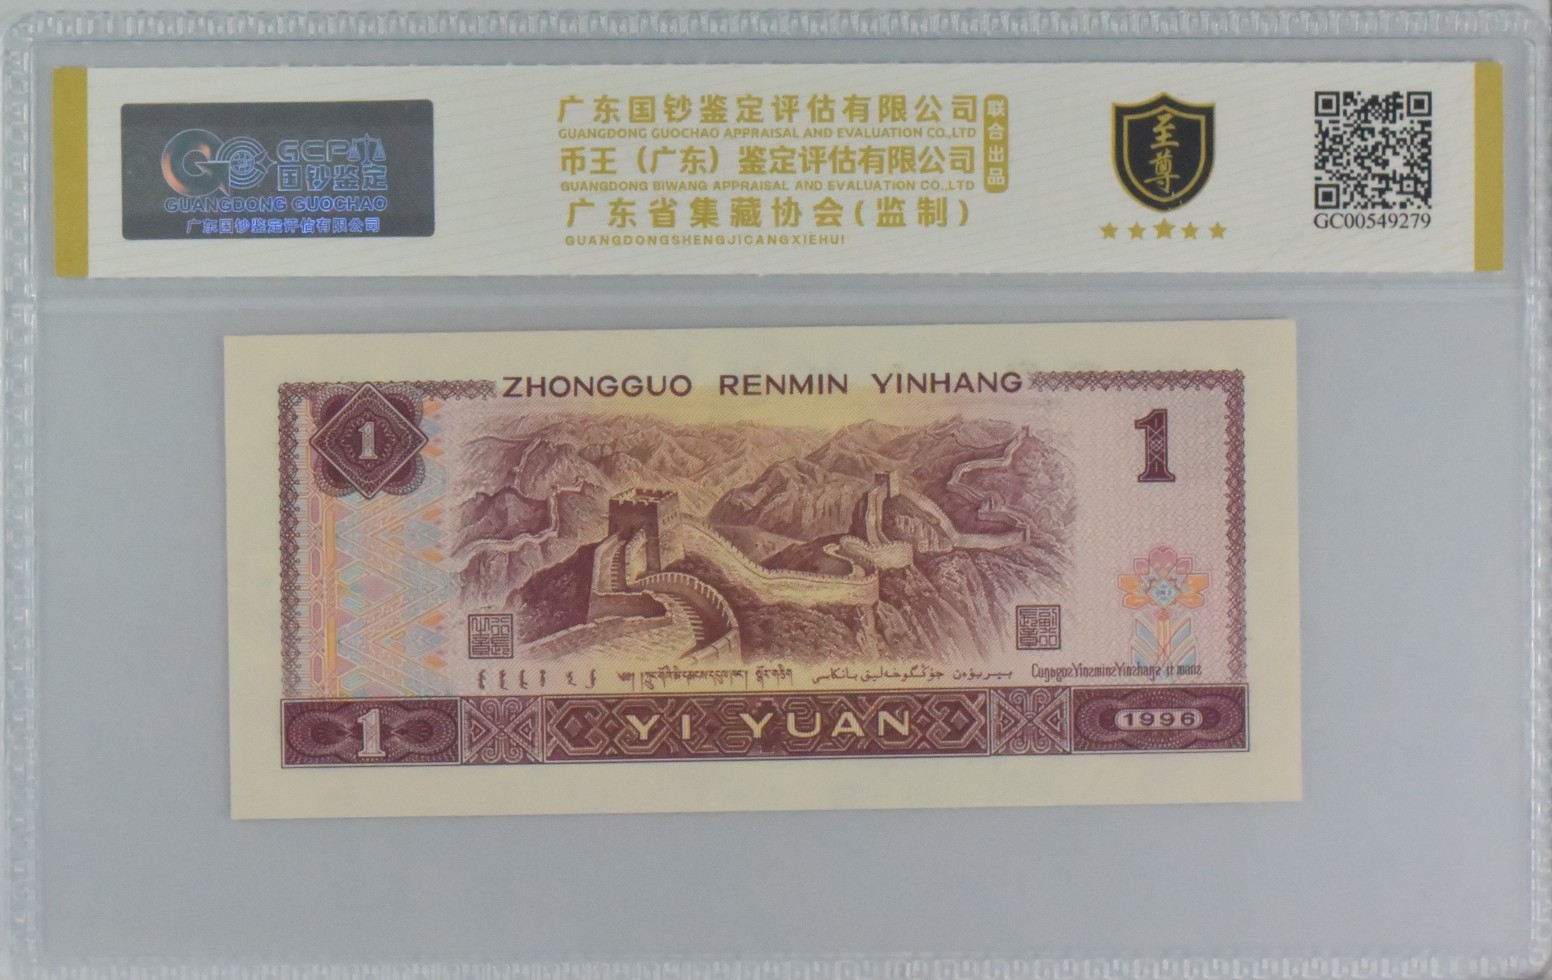 GCP
国钞鉴定
GUANGDONG GUOCHAO
广东国钞鉴定评估有限公司
广东国钞鉴定评估有限公司
GUANGDONG GUOCHAO APPRAISAL AND EVALUATION CO.,LTD
币王（广东）鉴定评估有限公司
GUANGDONG BIWANG APPRAISAL AND EVALUATION CO.,LTD
广东省集藏协会(监制)
GUANGDONGSHENGJICANGXIEHUI
联合出品
至尊
GC00549279
ZHONGGUO RENMIN YINHANG
1
1
1 YI YUAN 1996